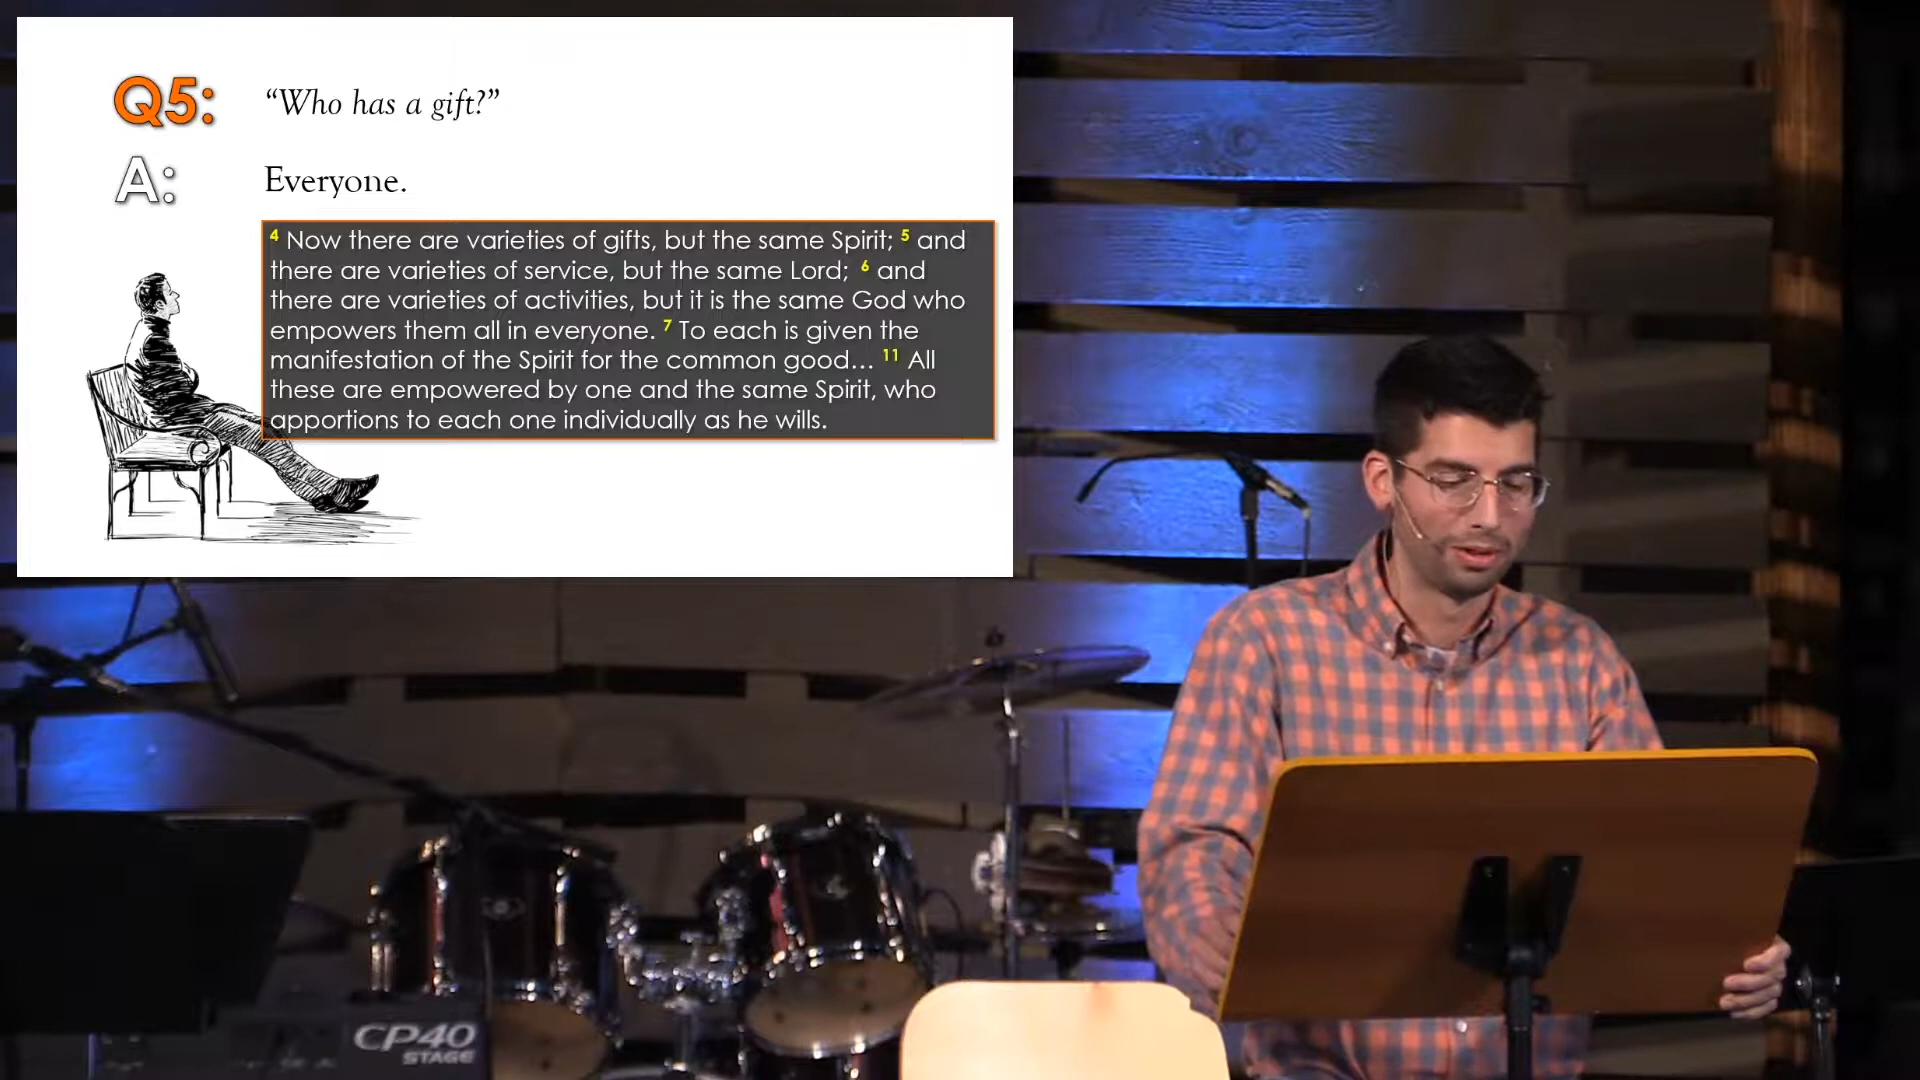 Q5: “Who has a gift?”
A: Everyone.
4 Now there are varieties of gifts, but the same Spirit; 5 and
there are varieties of service, but the same Lord; 6 and
there are varieties of activities, but it is the same God who
empowers them all in everyone. 7 To each is given the
manifestation of the Spirit for the common good... 11 All
these are empowered by one and the same Spirit, who
apportions to each one individually as he wills.
CP40
STAGE